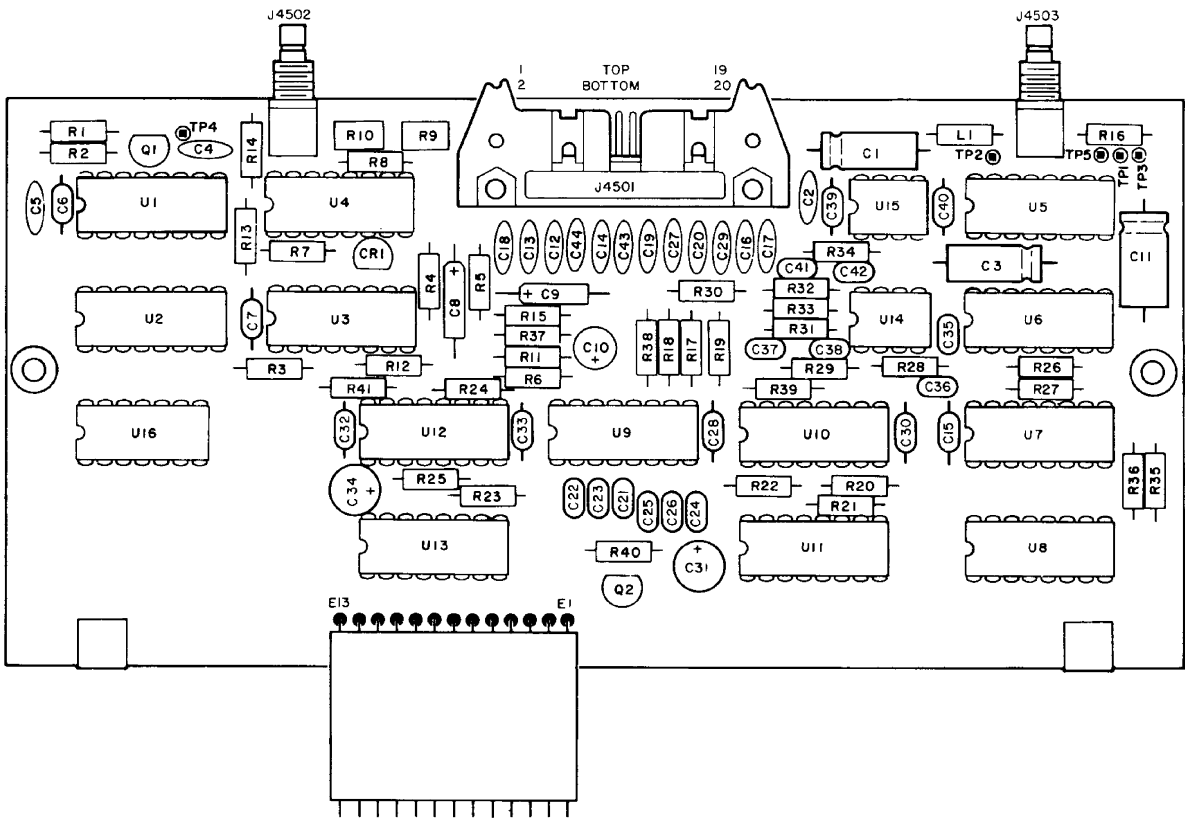 J4502
J4503
1 TOP 19
2 BOTTOM 20
R1
R2
Q1
TP4
C4
R14
R10
R9
R8
C1
L1
TP2
R16
TP5
TP1
TP3
C5
C6
U1
U4
J4501
C2
C39
U15
C40
U5
R13
R7
CR1
R4
+
C8
R5
C18
C13
C12
C44
C14
C43
C19
C27
C20
C29
C16
C17
R34
C41
C42
C3
C11
+ C9
R30
R32
U2
C7
U3
R15
R37
R11
R6
C10
+
R38
R18
R17
R19
R33
R31
C37
C38
U14
C35
U6
R3
R12
R29
R28
R26
R41
R24
R39
C36
R27
U16
C32
U12
C33
U9
C28
U10
C30
C15
U7
C34
+
R25
R23
C22
C23
C21
C25
C26
C24
R22
R20
R21
R36
R35
U13
R40
+
C31
U11
U8
Q2
E13
E1